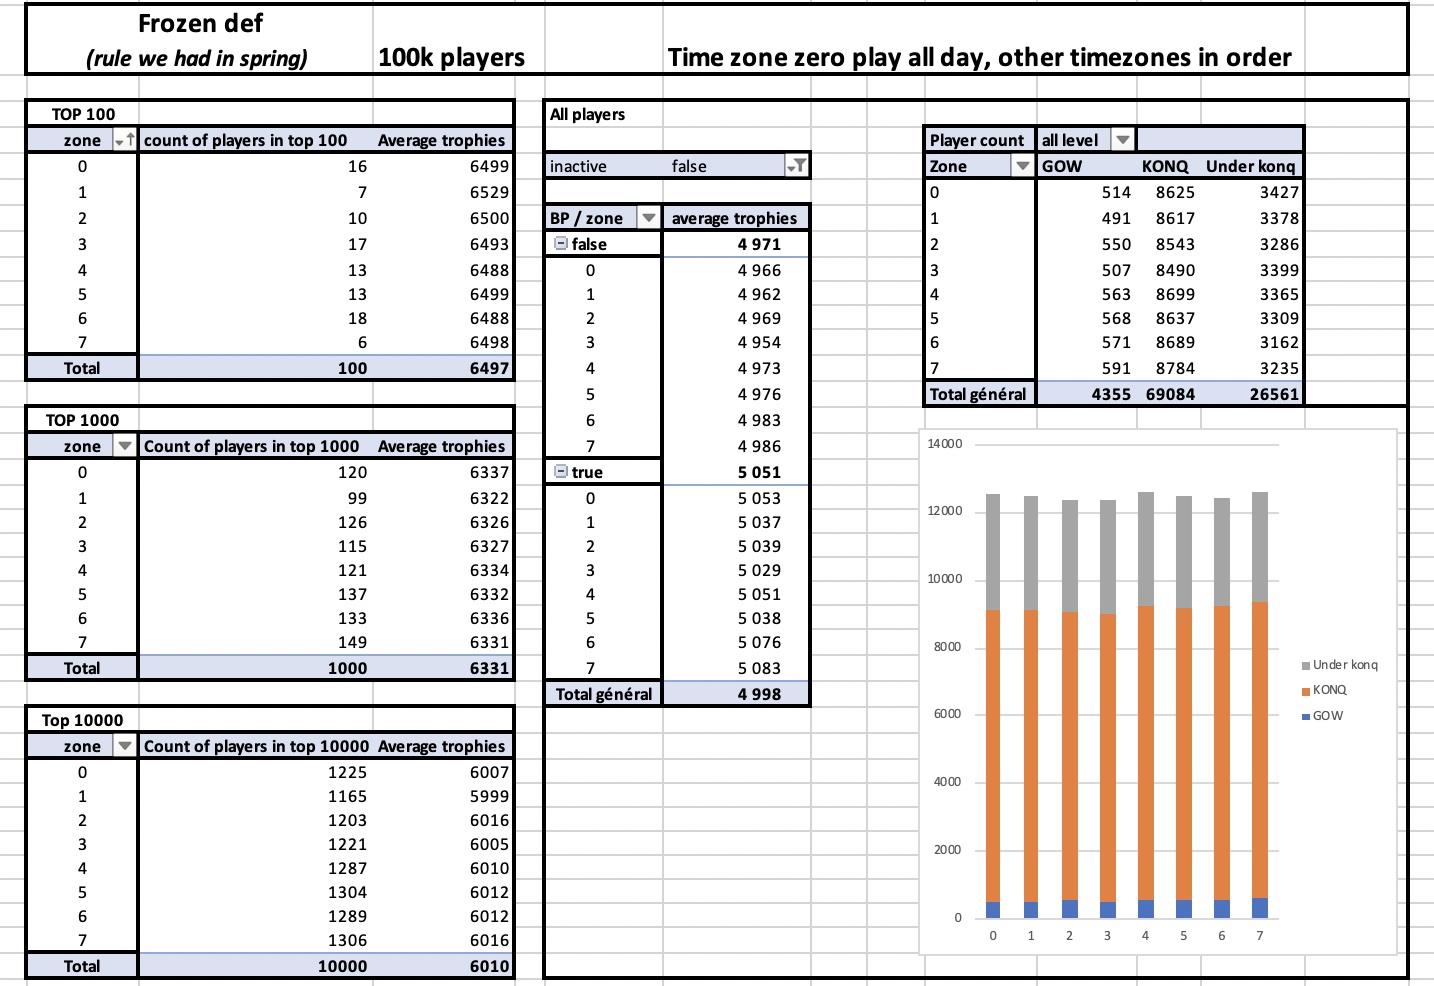 Frozen def
(rule we had in spring) 100k players Time zone zero play all day, other timezones in order
TOP 100
zone count of players in top 100 Average trophies
0 16 6499
1 7 6529
2 10 6500
3 17 6493
4 13 6488
5 13 6499
6 18 6488
7 6 6498
Total 100 6497
TOP 1000
zone Count of players in top 1000 Average trophies
0 120 6337
1 99 6322
2 126 6326
3 115 6327
4 121 6334
5 137 6332
6 133 6336
7 149 6331
Total 1000 6331
Top 10000
zone Count of players in top 10000 Average trophies
0 1225 6007
1 1165 5999
2 1203 6016
3 1221 6005
4 1287 6010
5 1304 6012
6 1289 6012
7 1306 6016
Total 10000 6010
All players
inactive false
BP / zone average trophies
false 4 971
0 4 966
1 4 962
2 4 969
3 4 954
4 4 973
5 4 976
6 4 983
7 4 986
true 5 051
0 5 053
1 5 037
2 5 039
3 5 029
4 5 051
5 5 038
6 5 076
7 5 083
Total général 4 998
Player count all level
Zone GOW KONQ Under konq
0 514 8625 3427
1 491 8617 3378
2 550 8543 3286
3 507 8490 3399
4 563 8699 3365
5 568 8637 3309
6 571 8689 3162
7 591 8784 3235
Total général 4355 69084 26561
14000
12000
10000
8000
6000
4000
2000
0
0 1 2 3 4 5 6 7
Under konq
KONQ
GOW